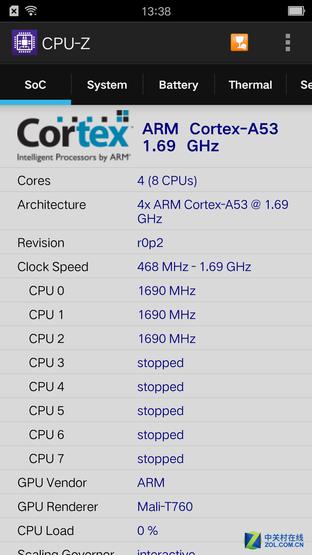 13:38
CPU-Z
SoC System Battery Thermal Se
Cortex
Intelligent Processors by ARM
ARM Cortex-A53
1.69 GHz
Cores 4 (8 CPUs)
Architecture 4x ARM Cortex-A53 @ 1.69
GHz
Revision r0p2
Clock Speed 468 MHz - 1.69 GHz
CPU 0 1690 MHz
CPU 1 1690 MHz
CPU 2 1690 MHz
CPU 3 stopped
CPU 4 stopped
CPU 5 stopped
CPU 6 stopped
CPU 7 stopped
GPU Vendor ARM
GPU Renderer Mali-T760
CPU Load 0 %
Scaling Governor interactive
中关村在线
ZOL.COM.CN